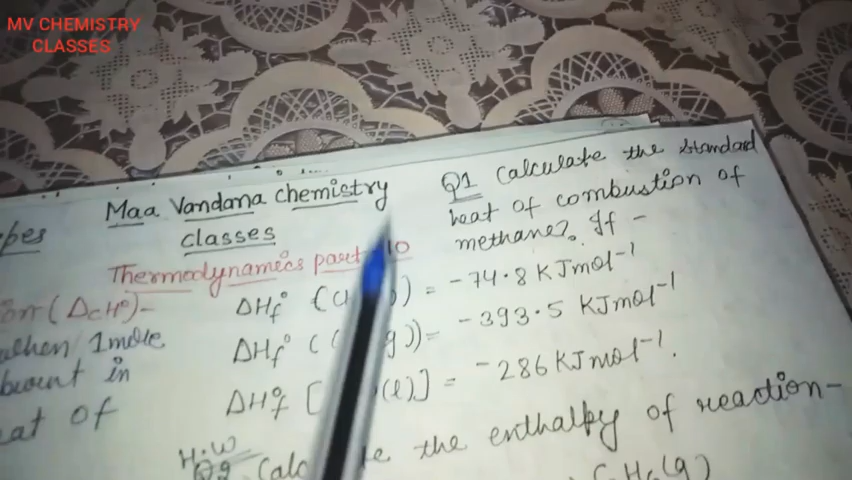 MV CHEMISTRY
CLASSES
Maa Vandana Chemistry
classes
Thermodynamics part 10
(ΔcH°)-
when 1 mole
in
of
Q1 Calculate the standard
heat of combustion of
methane? If -
ΔHf° = -74.8 KJmol-1
ΔHf° = -393.5 KJmol-1
ΔHf° [ (l)] = -286 KJmol-1.
H.W
the enthalpy of reaction-
(g)